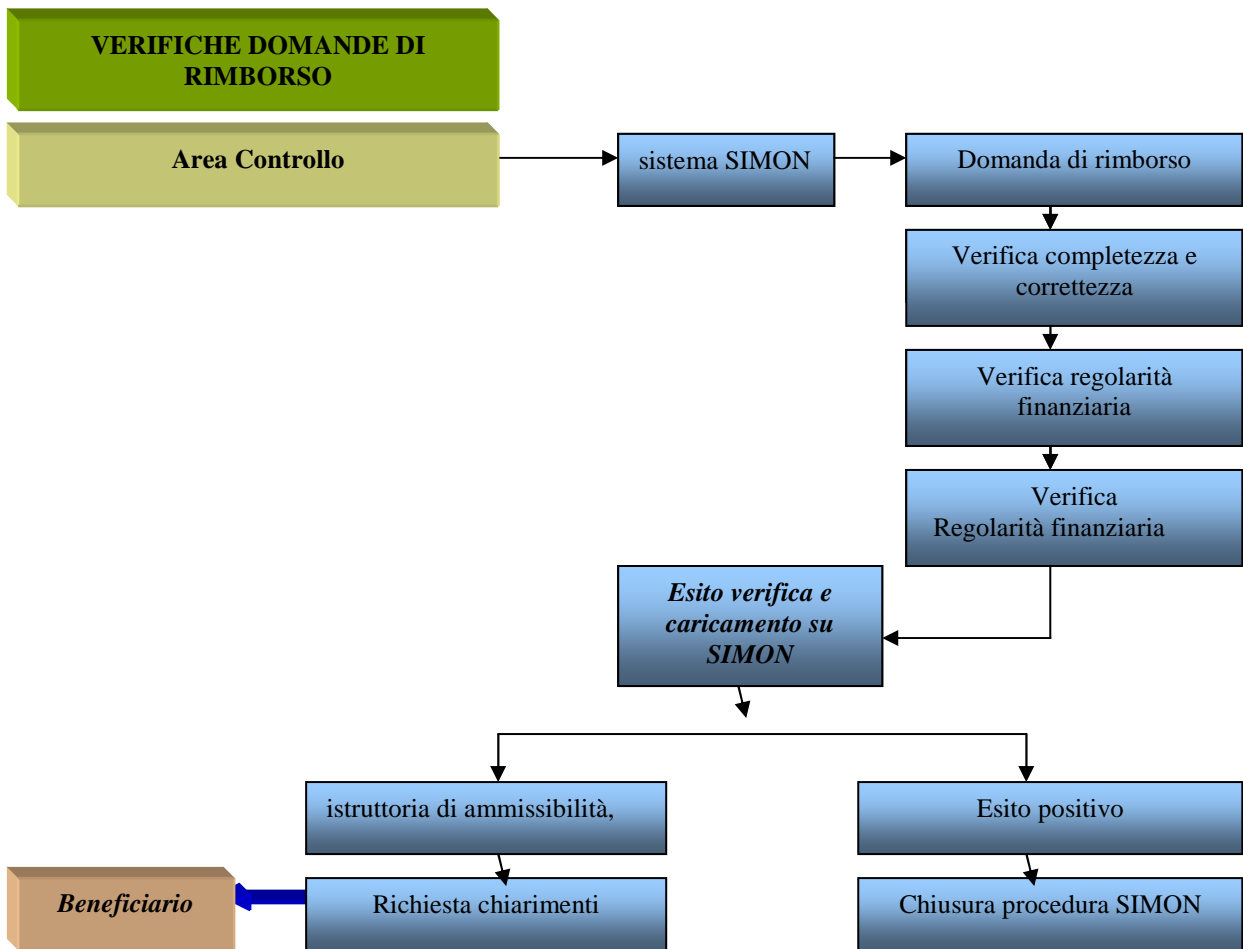 VERIFICHE DOMANDE DI
RIMBORSO
Area Controllo
sistema SIMON
Domanda di rimborso
Verifica completezza e
correttezza
Verifica regolarità
finanziaria
Verifica
Regolarità finanziaria
Esito verifica e
caricamento su
SIMON
istruttoria di ammissibilità,
Esito positivo
Beneficiario
Richiesta chiarimenti
Chiusura procedura SIMON